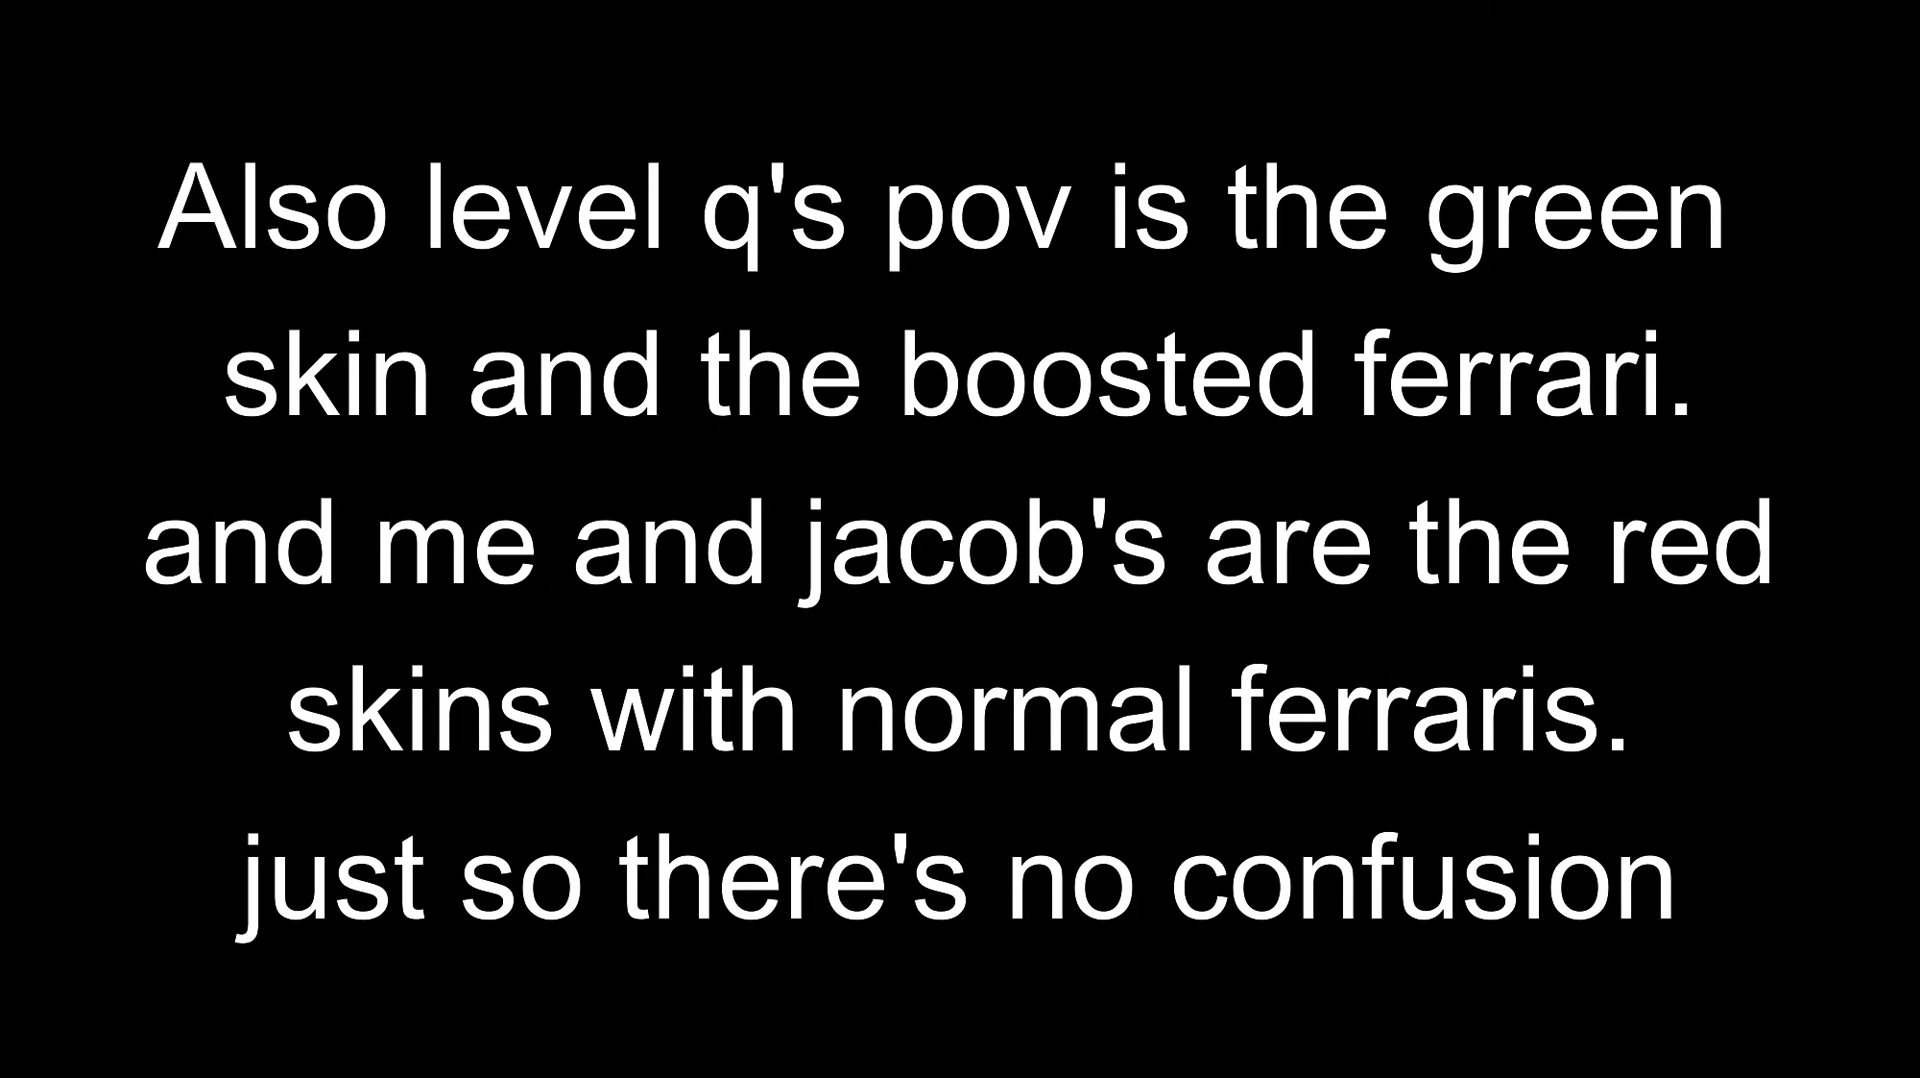 Also level q's pov is the green
skin and the boosted ferrari.
and me and jacob's are the red
skins with normal ferraris.
just so there's no confusion